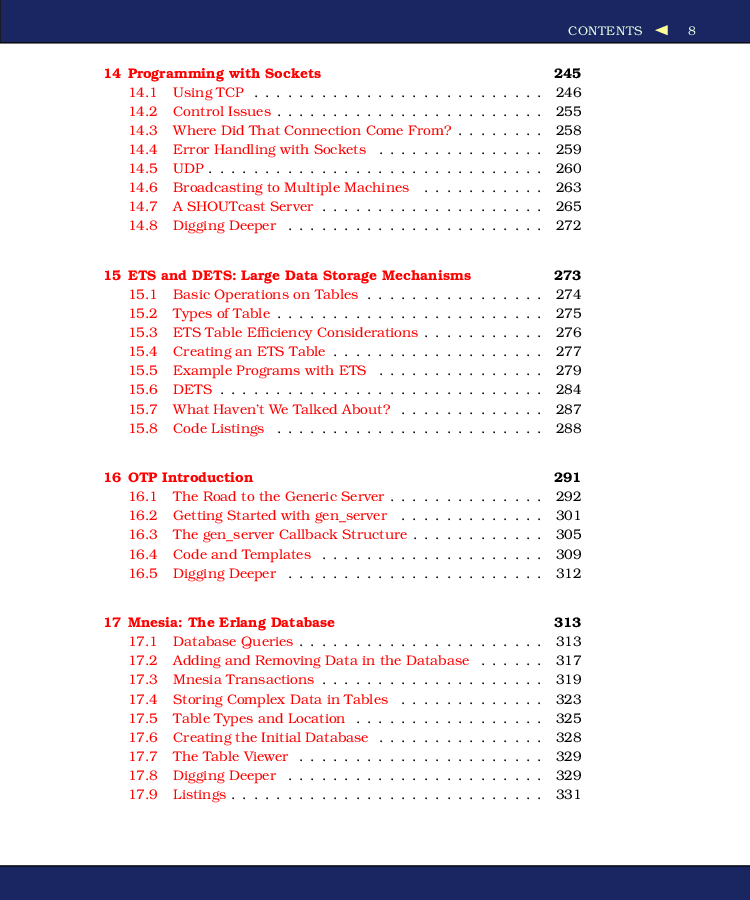 CONTENTS ◀ 8
14 Programming with Sockets 245
14.1 Using TCP . . . . . . . . . . . . . . . . . . . . . . . . . . 246
14.2 Control Issues . . . . . . . . . . . . . . . . . . . . . . . . 255
14.3 Where Did That Connection Come From? . . . . . . . . 258
14.4 Error Handling with Sockets . . . . . . . . . . . . . . . 259
14.5 UDP . . . . . . . . . . . . . . . . . . . . . . . . . . . . . . 260
14.6 Broadcasting to Multiple Machines . . . . . . . . . . . 263
14.7 A SHOUTcast Server . . . . . . . . . . . . . . . . . . . . 265
14.8 Digging Deeper . . . . . . . . . . . . . . . . . . . . . . . 272
15 ETS and DETS: Large Data Storage Mechanisms 273
15.1 Basic Operations on Tables . . . . . . . . . . . . . . . . 274
15.2 Types of Table . . . . . . . . . . . . . . . . . . . . . . . . 275
15.3 ETS Table Efficiency Considerations . . . . . . . . . . . 276
15.4 Creating an ETS Table . . . . . . . . . . . . . . . . . . . 277
15.5 Example Programs with ETS . . . . . . . . . . . . . . . 279
15.6 DETS . . . . . . . . . . . . . . . . . . . . . . . . . . . . . 284
15.7 What Haven't We Talked About? . . . . . . . . . . . . . 287
15.8 Code Listings . . . . . . . . . . . . . . . . . . . . . . . . 288
16 OTP Introduction 291
16.1 The Road to the Generic Server . . . . . . . . . . . . . . 292
16.2 Getting Started with gen_server . . . . . . . . . . . . . 301
16.3 The gen_server Callback Structure . . . . . . . . . . . . 305
16.4 Code and Templates . . . . . . . . . . . . . . . . . . . . 309
16.5 Digging Deeper . . . . . . . . . . . . . . . . . . . . . . . 312
17 Mnesia: The Erlang Database 313
17.1 Database Queries . . . . . . . . . . . . . . . . . . . . . . 313
17.2 Adding and Removing Data in the Database . . . . . . 317
17.3 Mnesia Transactions . . . . . . . . . . . . . . . . . . . . 319
17.4 Storing Complex Data in Tables . . . . . . . . . . . . . 323
17.5 Table Types and Location . . . . . . . . . . . . . . . . . 325
17.6 Creating the Initial Database . . . . . . . . . . . . . . . 328
17.7 The Table Viewer . . . . . . . . . . . . . . . . . . . . . . 329
17.8 Digging Deeper . . . . . . . . . . . . . . . . . . . . . . . 329
17.9 Listings . . . . . . . . . . . . . . . . . . . . . . . . . . . . 331